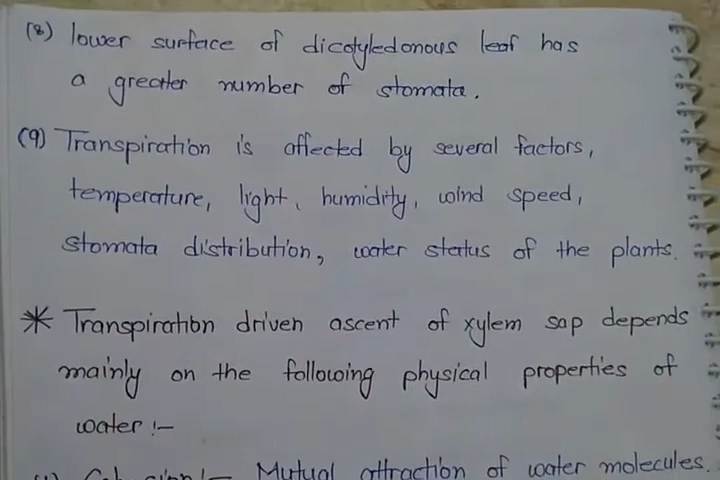 (8) lower surface of dicotyledonous leaf has
a greater number of stomata.
(9) Transpiration is affected by several factors,
temperature, light, humidity, wind speed,
stomata distribution, water status of the plants.
* Transpiration driven ascent of xylem sap depends
mainly on the following physical properties of
water :-
(1) Cohesion :- Mutual attraction of water molecules.